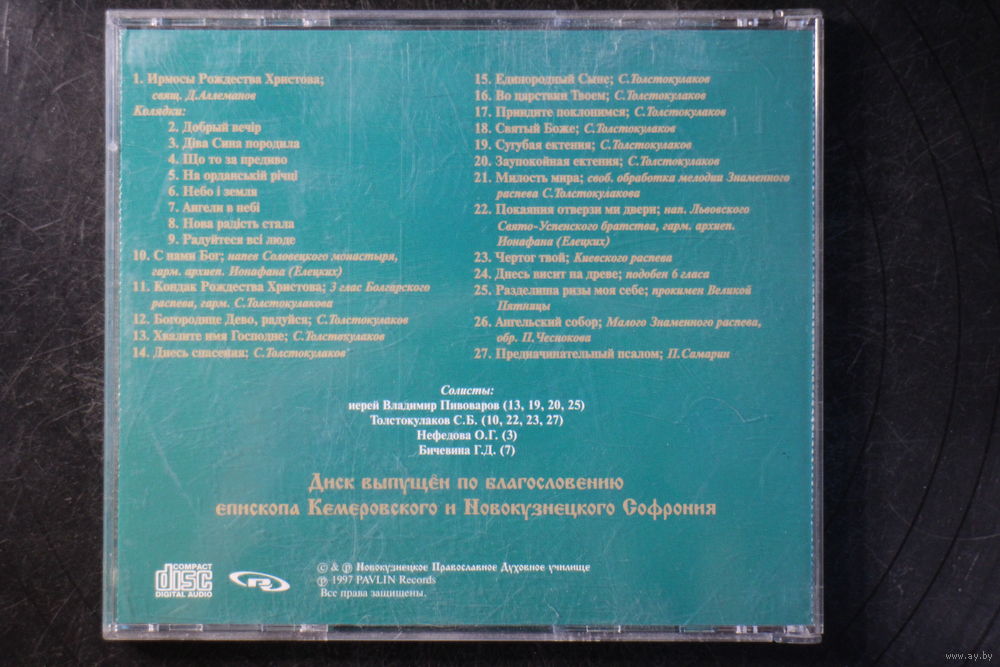 1. Ирмосы Рождества Христова;
свящ. Д.Аллеманов
Колядки:
2. Добрый вечір
3. Діва Сина породила
4. Що то за предиво
5. На орданській річці
6. Небо і земля
7. Ангели в небі
8. Нова радість стала
9. Радуйтеся всі люде
10. С нами Бог; напев Соловецкого монастыря,
гарм. архиеп. Ионафана (Елецких)
11. Кондак Рождества Христова; 3 глас Болгарского
распева, гарм. С.Толстокулакова
12. Богородице Дево, радуйся; С.Толстокулаков
13. Хвалите имя Господне; С.Толстокулаков
14. Днесь спасения; С.Толстокулаков
15. Единородный Сыне; С.Толстокулаков
16. Во царствии Твоем; С.Толстокулаков
17. Приидите поклонимся; С.Толстокулаков
18. Святый Боже; С.Толстокулаков
19. Сугубая ектения; С.Толстокулаков
20. Заупокойная ектения; С.Толстокулаков
21. Милость мира; своб. обработка мелодии Знаменного
распева С.Толстокулакова
22. Покаяния отверзи ми двери; нап. Львовского
Свято-Успенского братства, гарм. архиеп.
Ионафана (Елецких)
23. Чертог твой; Киевского распева
24. Днесь висит на древе; подобен 6 гласа
25. Разделиша ризы моя себе; прокимен Великой
Пятницы
26. Ангельский собор; Малого Знаменного распева,
обр. П.Чеснокова
27. Предначинательный псалом; П.Самарин
Солисты:
иерей Владимир Пивоваров (13, 19, 20, 25)
Толстокулаков С.Б. (10, 22, 23, 27)
Нефедова О.Г. (3)
Бичевина Г.Д. (7)
Диск выпущен по благословению
епископа Кемеровского и Новокузнецкого Софрония
COMPACT
disc
DIGITAL AUDIO
© & ℗ Новокузнецкое Православное Духовное училище
℗ 1997 PAVLIN Records
Все права защищены.
www.ay.by